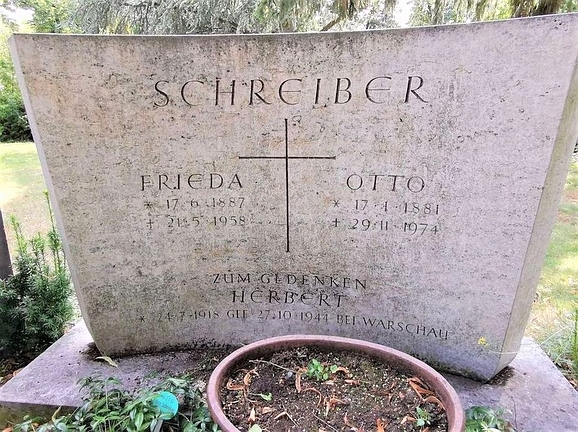 SCHREIBER
FRIEDA
* 17·6·1887
+ 21·5·1958
OTTO
* 17·1·1881
+ 29·11·1974
ZUM GEDENKEN
HERBERT
* 24·7·1918 GEF 27·10·1944 BEI WARSCHAU